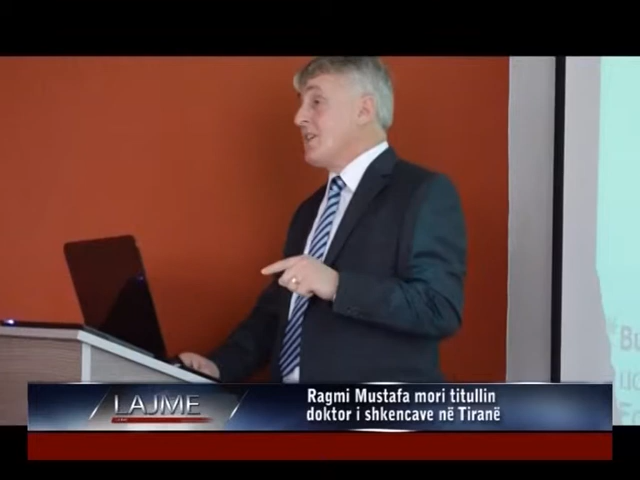 LAJME
Ragmi Mustafa mori titullin
doktor i shkencave në Tiranë